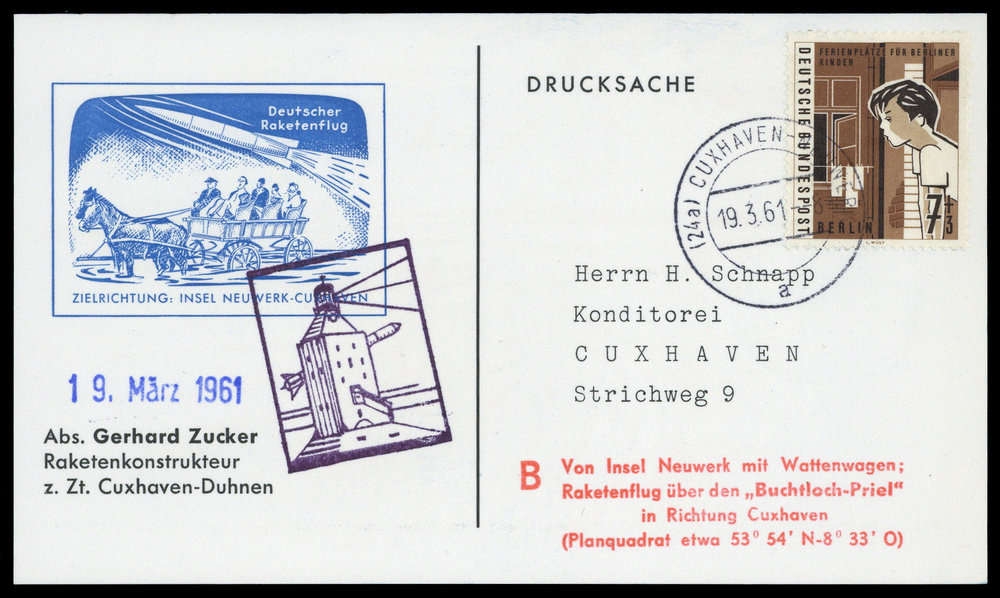 Deutscher
Raketenflug
ZIELRICHTUNG: INSEL NEUWERK-CUXHAVEN
19. März 1961
Abs. Gerhard Zucker
Raketenkonstrukteur
z. Zt. Cuxhaven-Duhnen
DRUCKSACHE
FERIENPLÄTZE FÜR BERLINER
KINDER
DEUTSCHE BUNDESPOST
BERLIN
7+3
(24a) CUXHAVEN-
19.3.61-8
a
Herrn H. Schnapp
Konditorei
CUXHAVEN
Strichweg 9
B Von Insel Neuwerk mit Wattenwagen;
Raketenflug über den „Buchtloch-Priel“
in Richtung Cuxhaven
(Planquadrat etwa 53° 54' N-8° 33' O)